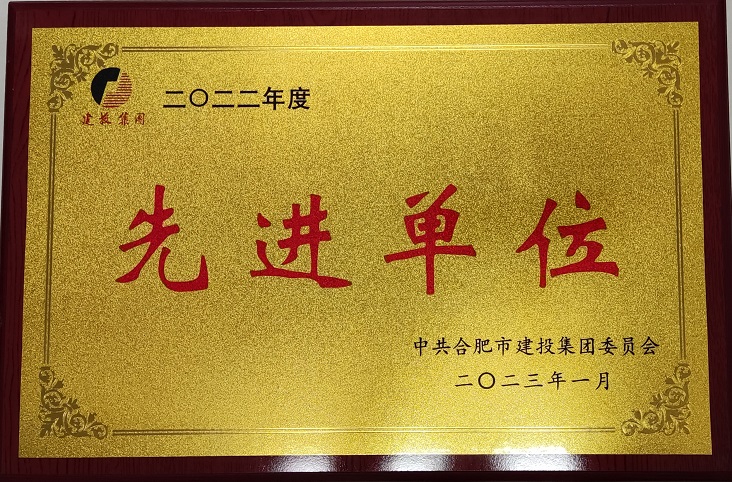 建投集团
二〇二二年度
先进单位
中共合肥市建投集团委员会
二〇二三年一月